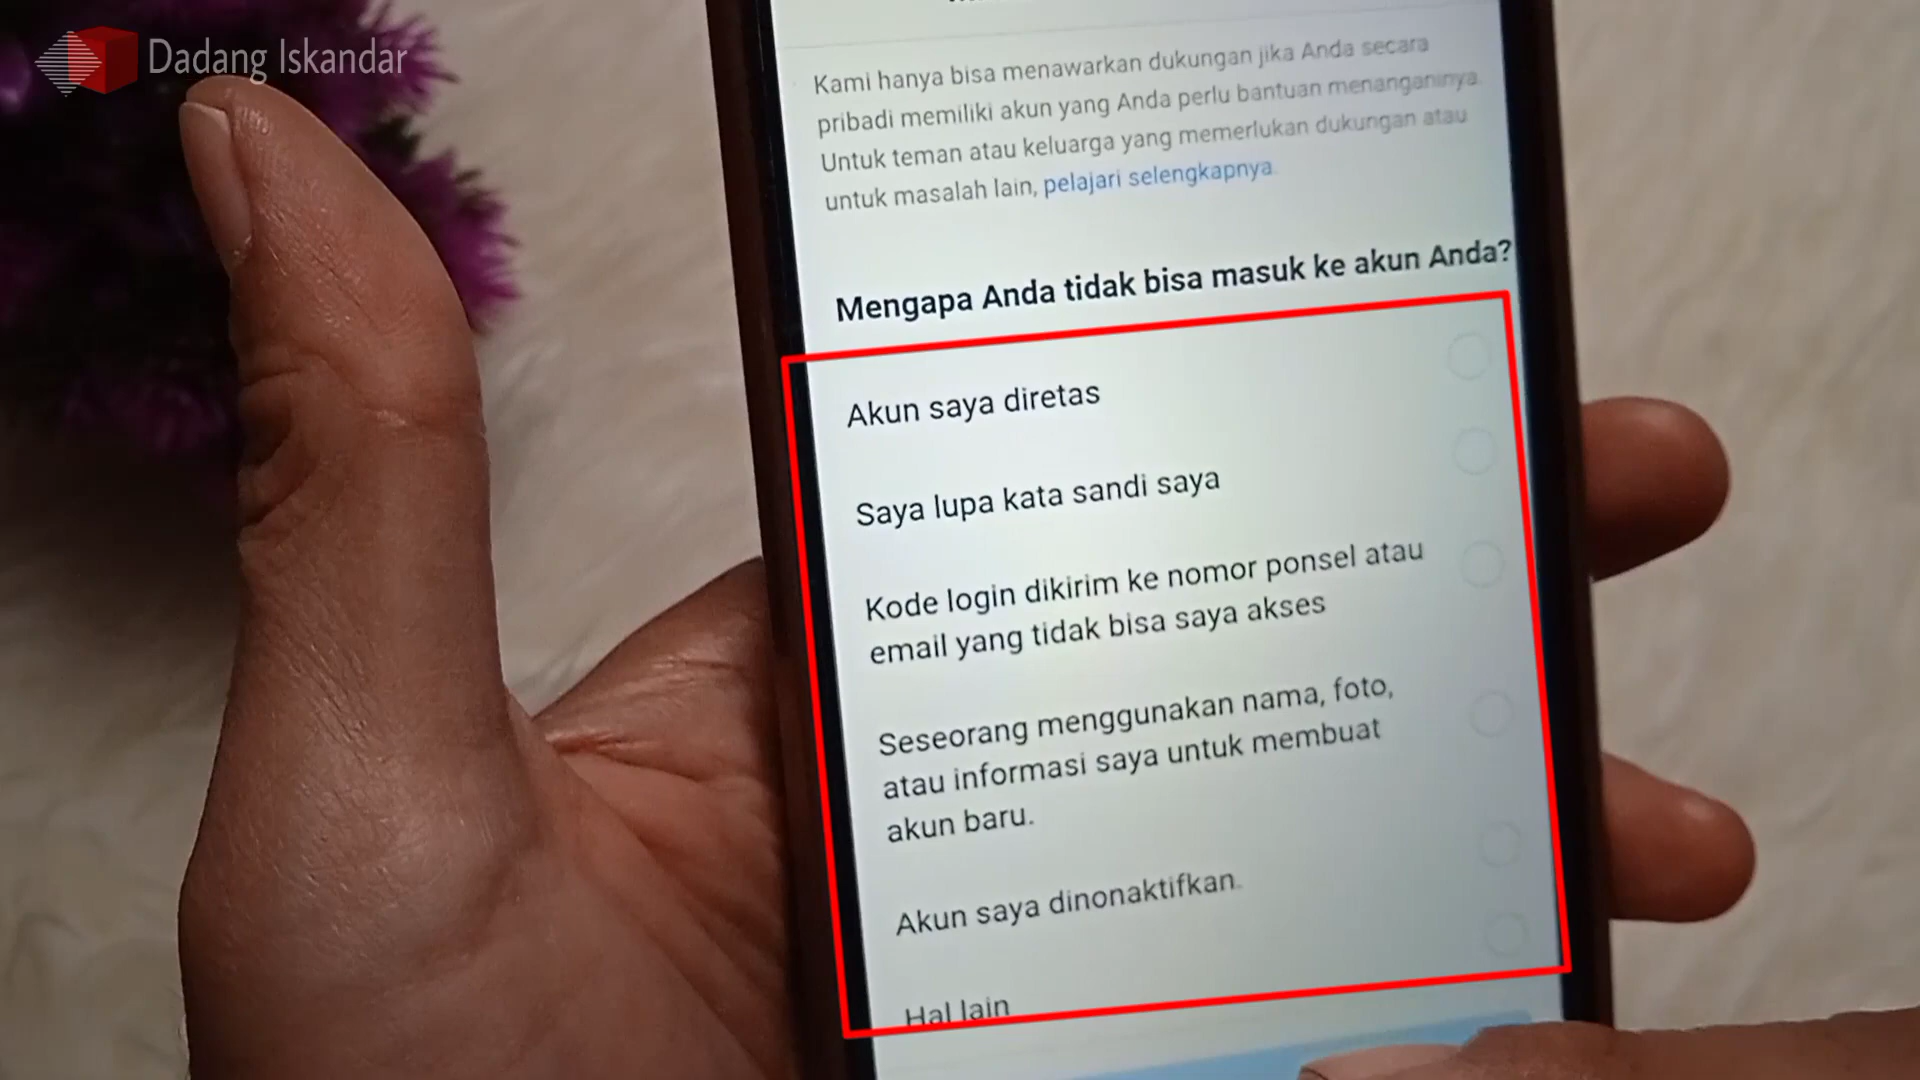 Dadang Iskandar
Kami hanya bisa menawarkan dukungan jika Anda secara
pribadi memiliki akun yang Anda perlu bantuan menanganinya.
Untuk teman atau keluarga yang memerlukan dukungan atau
untuk masalah lain, pelajari selengkapnya.
Mengapa Anda tidak bisa masuk ke akun Anda?
Akun saya diretas
Saya lupa kata sandi saya
Kode login dikirim ke nomor ponsel atau
email yang tidak bisa saya akses
Seseorang menggunakan nama, foto,
atau informasi saya untuk membuat
akun baru.
Akun saya dinonaktifkan.
Hal lain